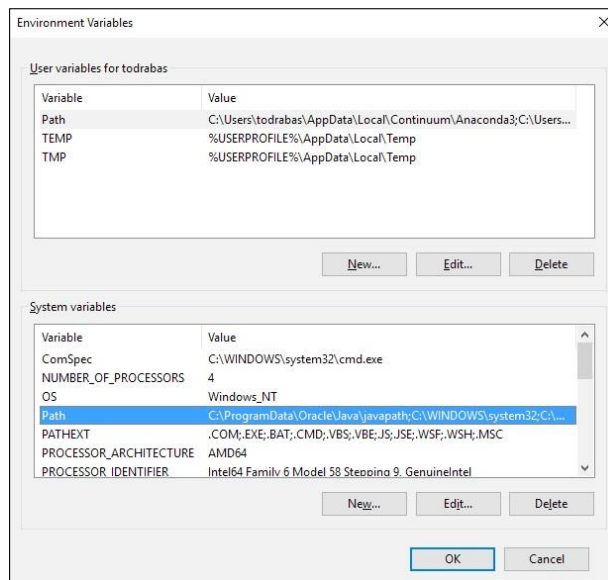 Environment Variables
User variables for todrabas
Variable Value
Path C:\Users\todrabas\AppData\Local\Continuum\Anaconda3;C:\Users...
TEMP %USERPROFILE%\AppData\Local\Temp
TMP %USERPROFILE%\AppData\Local\Temp
New... Edit... Delete
System variables
Variable Value
ComSpec C:\WINDOWS\system32\cmd.exe
NUMBER_OF_PROCESSORS 4
OS Windows_NT
Path C:\ProgramData\Oracle\Java\javapath;C:\WINDOWS\system32;C:\...
PATHEXT .COM;.EXE;.BAT;.CMD;.VBS;.VBE;.JS;.JSE;.WSF;.WSH;.MSC
PROCESSOR_ARCHITECTURE AMD64
PROCESSOR_IDENTIFIER Intel64 Family 6 Model 58 Stepping 9, GenuineIntel
New... Edit... Delete
OK Cancel